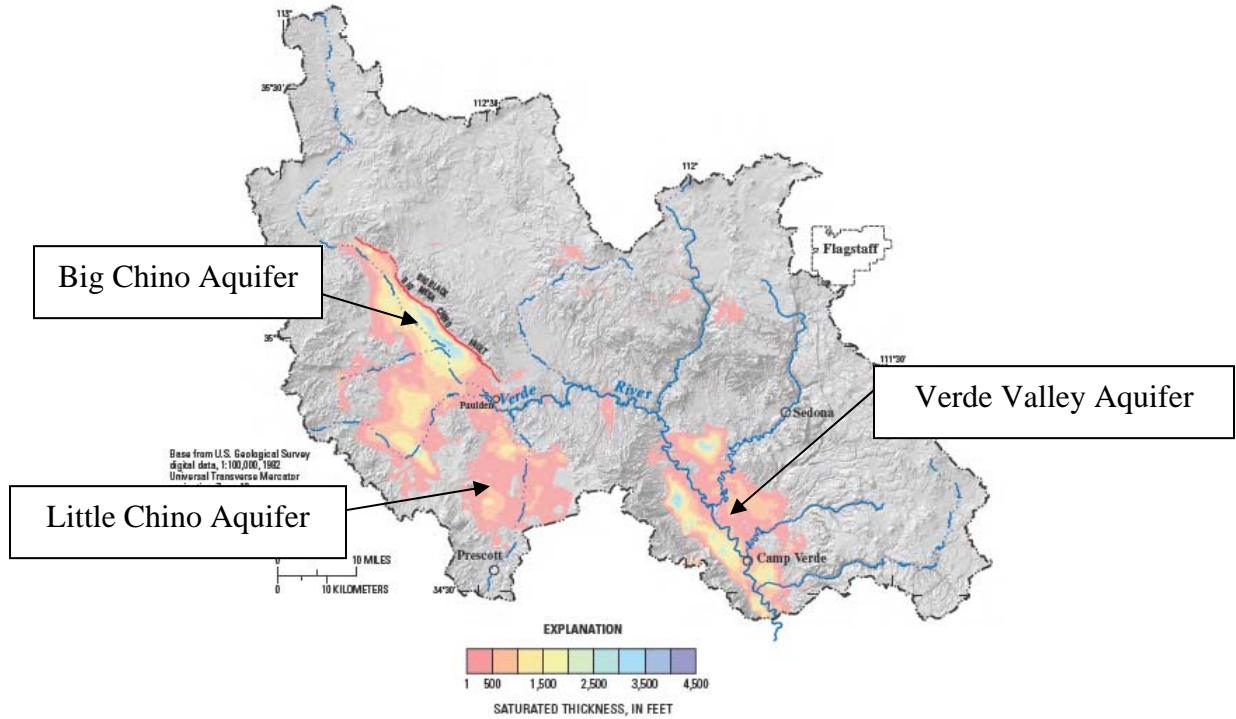 113°
35°30'
112°30'
112°
Flagstaff
Big Chino Aquifer
BIG BLACK
MESA
BIG
CHINO
FAULT
35°
111°30'
Verde River
Paulden
Sedona
Verde Valley Aquifer
Base from U.S. Geological Survey
digital data, 1:100,000, 1982
Universal Transverse Mercator
Little Chino Aquifer
Prescott
Camp Verde
0 10 MILES
0 10 KILOMETERS
34°30'
EXPLANATION
1 500 1,500 2,500 3,500 4,500
SATURATED THICKNESS, IN FEET